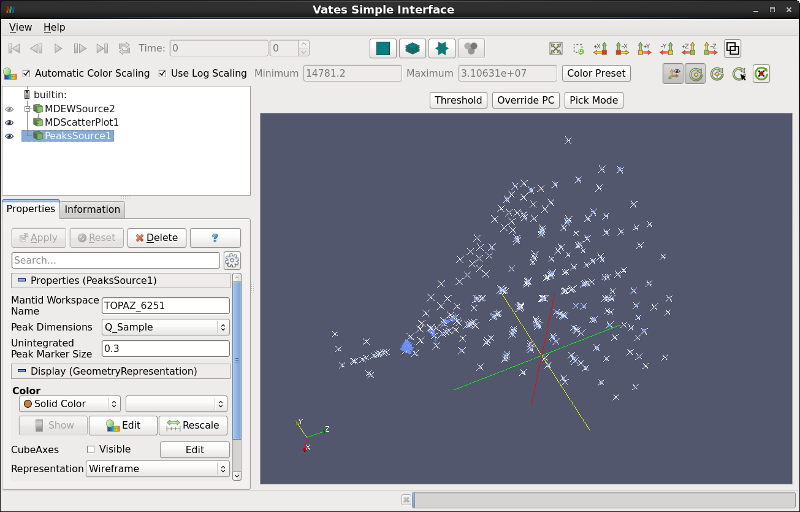 Vates Simple Interface
View Help
Time: 0 0
Automatic Color Scaling Use Log Scaling Minimum 14781.2 Maximum 3.10631e+07 Color Preset
builtin:
MDEWSource2
MDScatterPlot1
PeaksSource1
Threshold Override PC Pick Mode
Properties Information
Apply Reset Delete ?
Search...
Properties (PeaksSource1)
Mantid Workspace
Name
TOPAZ_6251
Peak Dimensions Q_Sample
Unintegrated
Peak Marker Size
0.3
Display (GeometryRepresentation)
Color
Solid Color
Show Edit Rescale
CubeAxes Visible Edit
Representation Wireframe
Y
Z
X